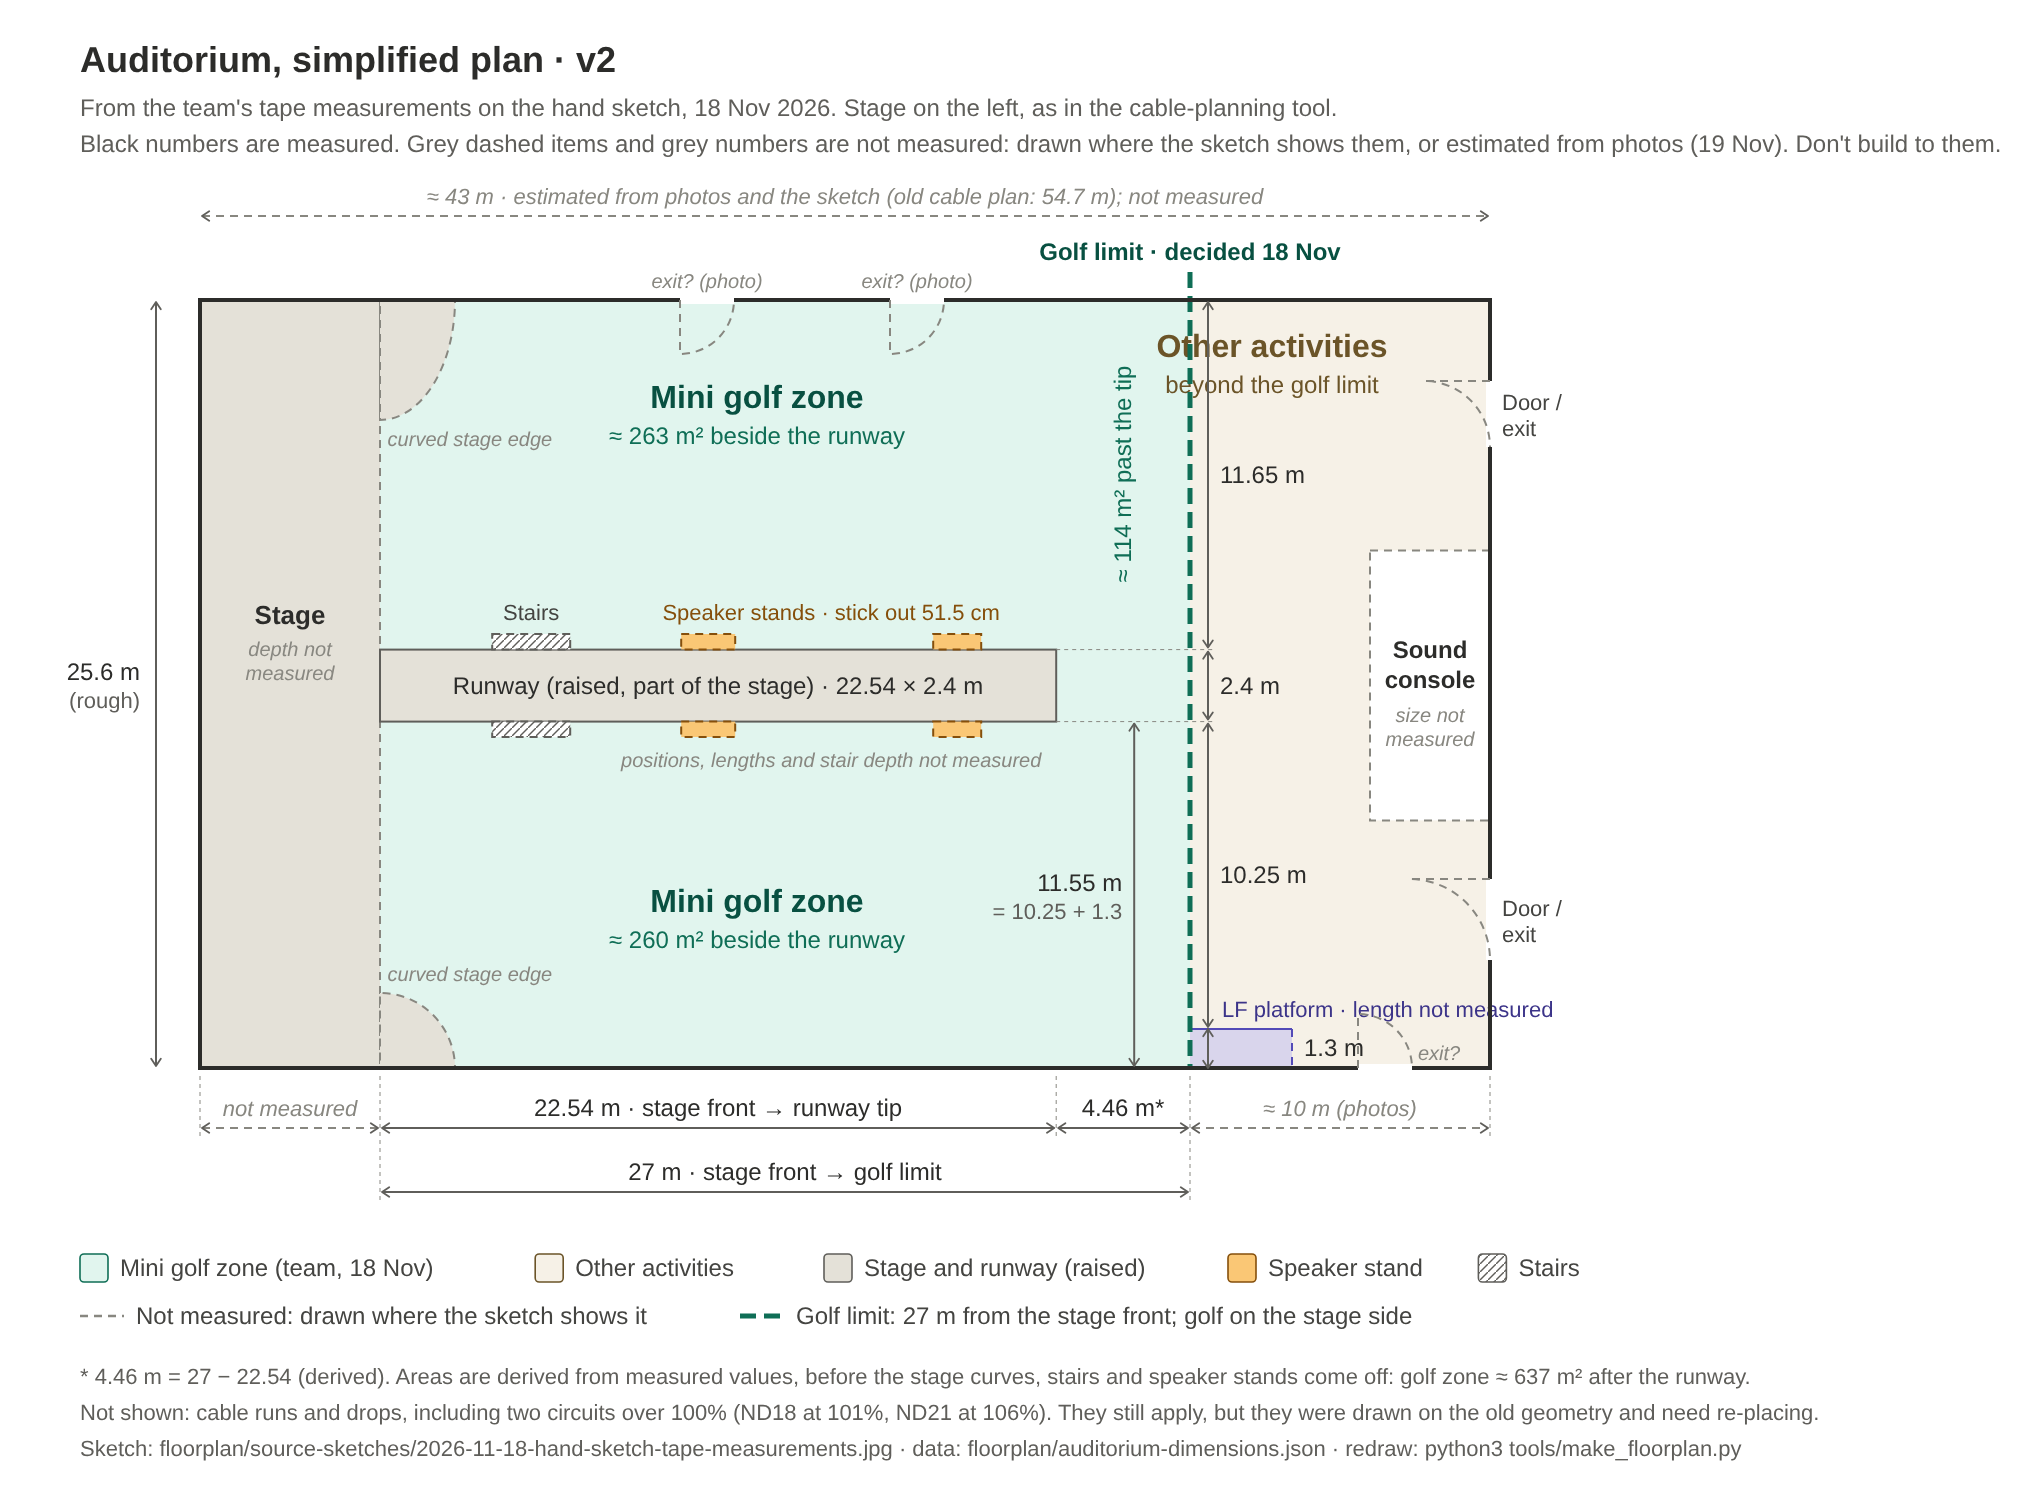 Auditorium, simplified plan · v2
From the team's tape measurements on the hand sketch, 18 Nov 2026. Stage on the left, as in the cable-planning tool.
Black numbers are measured. Grey dashed items and grey numbers are not measured: drawn where the sketch shows them, or estimated from photos (19 Nov). Don't build to them.
≈ 43 m · estimated from photos and the sketch (old cable plan: 54.7 m); not measured
Golf limit · decided 18 Nov
exit? (photo)
exit? (photo)
Other activities
beyond the golf limit
Mini golf zone
≈ 263 m² beside the runway
curved stage edge
≈ 114 m² past the tip
Door /
exit
11.65 m
Stairs
Speaker stands · stick out 51.5 cm
Stage
depth not
measured
25.6 m
(rough)
Runway (raised, part of the stage) · 22.54 × 2.4 m
2.4 m
Sound
console
size not
measured
positions, lengths and stair depth not measured
11.55 m
= 10.25 + 1.3
10.25 m
Mini golf zone
≈ 260 m² beside the runway
Door /
exit
curved stage edge
LF platform · length not measured
1.3 m
exit?
not measured
22.54 m · stage front → runway tip
4.46 m*
≈ 10 m (photos)
27 m · stage front → golf limit
Mini golf zone (team, 18 Nov)
Other activities
Stage and runway (raised)
Speaker stand
Stairs
Not measured: drawn where the sketch shows it
Golf limit: 27 m from the stage front; golf on the stage side
* 4.46 m = 27 − 22.54 (derived). Areas are derived from measured values, before the stage curves, stairs and speaker stands come off: golf zone ≈ 637 m² after the runway.
Not shown: cable runs and drops, including two circuits over 100% (ND18 at 101%, ND21 at 106%). They still apply, but they were drawn on the old geometry and need re-placing.
Sketch: floorplan/source-sketches/2026-11-18-hand-sketch-tape-measurements.jpg · data: floorplan/auditorium-dimensions.json · redraw: python3 tools/make_floorplan.py